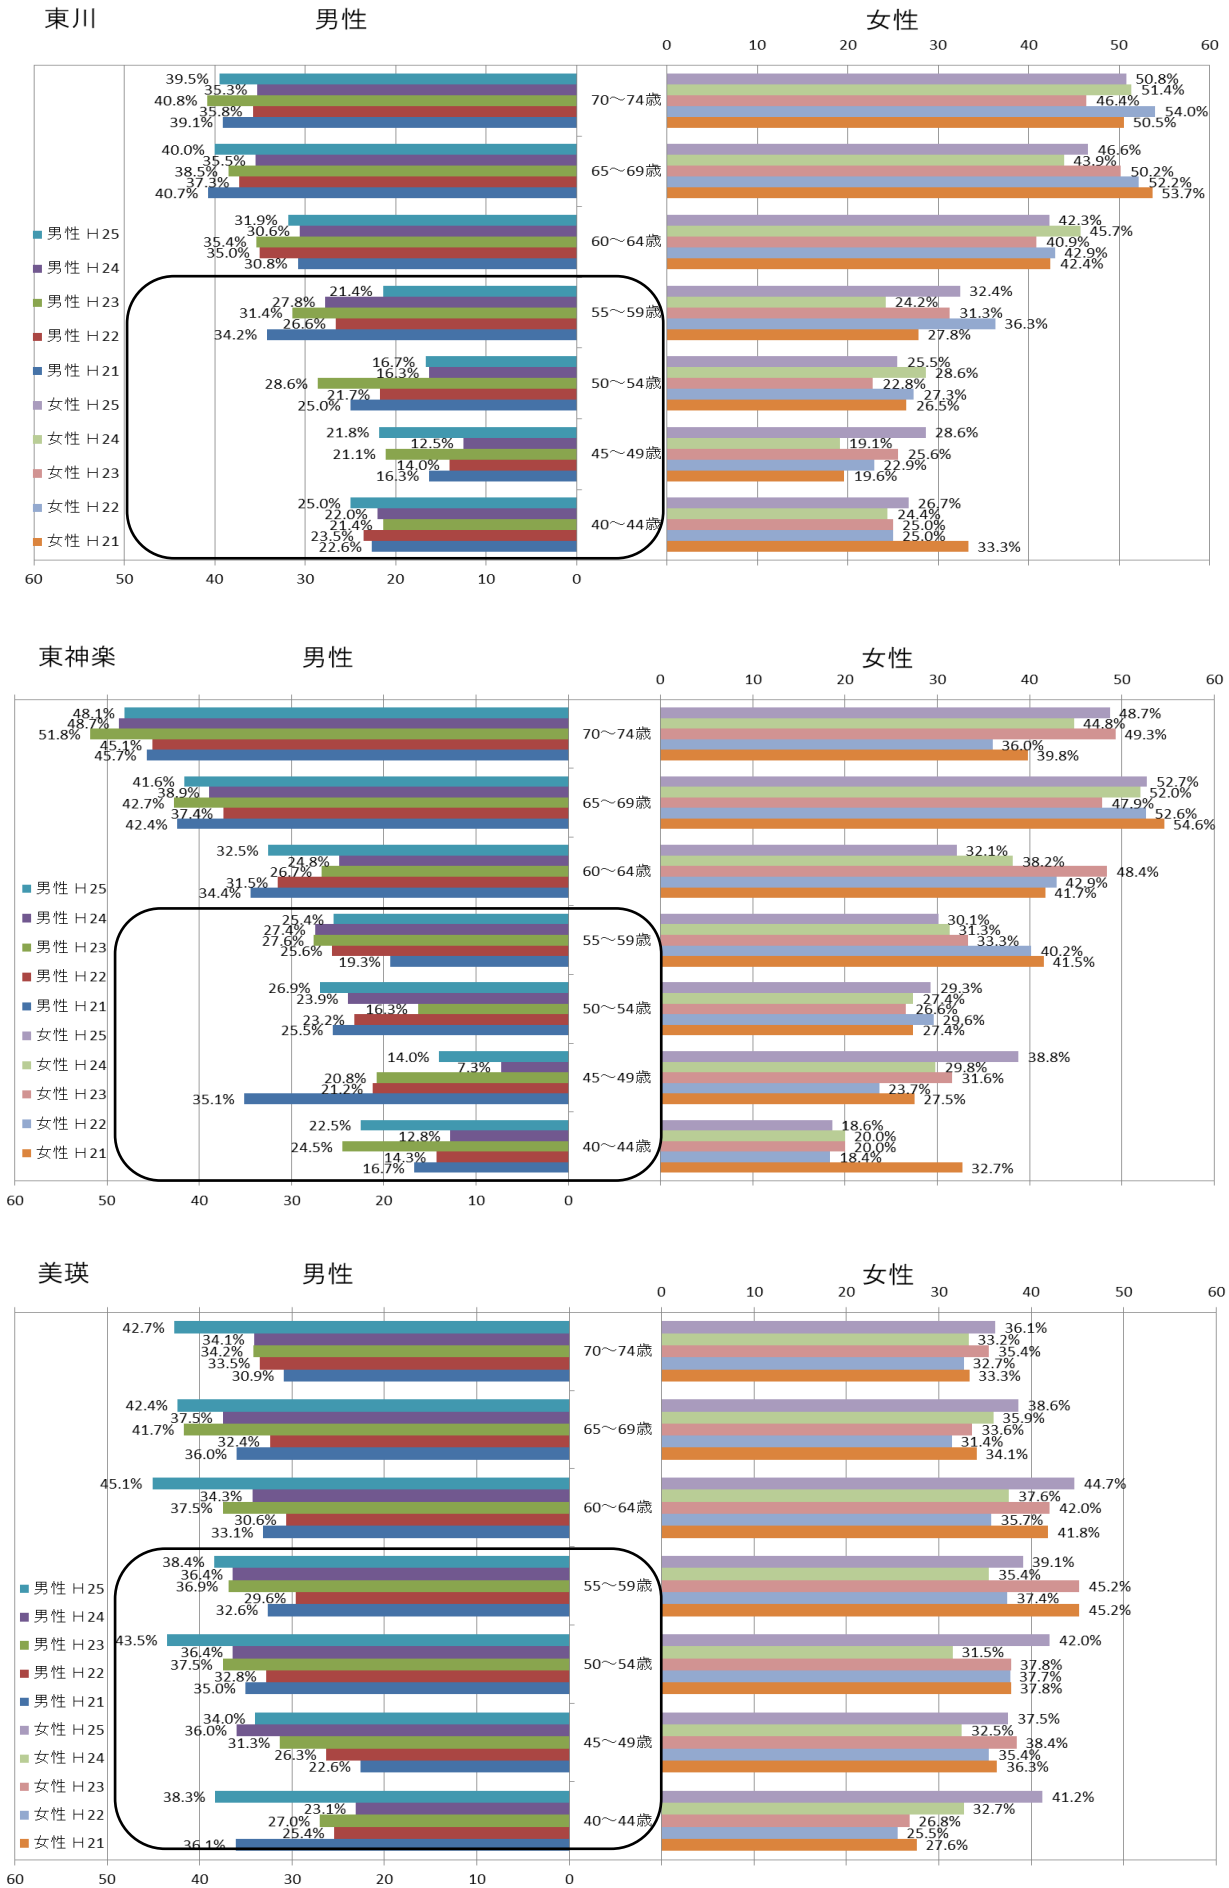 東川 男性 女性
0 10 20 30 40 50 60
70～74歳
39.5% 50.8%
35.3% 51.4%
40.8% 46.4%
35.8% 54.0%
39.1% 50.5%
65～69歳
40.0% 46.6%
35.5% 43.9%
38.5% 50.2%
37.3% 52.2%
40.7% 53.7%
60～64歳
31.9% 42.3%
30.6% 45.7%
35.4% 40.9%
35.0% 42.9%
30.8% 42.4%
55～59歳
21.4% 32.4%
27.8% 24.2%
31.4% 31.3%
26.6% 36.3%
34.2% 27.8%
50～54歳
16.7% 25.5%
16.3% 28.6%
28.6% 22.8%
21.7% 27.3%
25.0% 26.5%
45～49歳
21.8% 28.6%
12.5% 19.1%
21.1% 25.6%
14.0% 22.9%
16.3% 19.6%
40～44歳
25.0% 26.7%
22.0% 24.4%
21.4% 25.0%
23.5% 25.0%
22.6% 33.3%
男性 H25
男性 H24
男性 H23
男性 H22
男性 H21
女性 H25
女性 H24
女性 H23
女性 H22
女性 H21
60 50 40 30 20 10 0
東神楽 男性 女性
0 10 20 30 40 50 60
70～74歳
48.1% 48.7%
48.7% 44.8%
51.8% 49.3%
45.1% 36.0%
45.7% 39.8%
65～69歳
41.6% 52.7%
38.9% 52.0%
42.7% 47.9%
37.4% 52.6%
42.4% 54.6%
60～64歳
32.5% 32.1%
24.8% 38.2%
26.7% 48.4%
31.5% 42.9%
34.4% 41.7%
55～59歳
25.4% 30.1%
27.4% 31.3%
27.6% 33.3%
25.6% 40.2%
19.3% 41.5%
50～54歳
26.9% 29.3%
23.9% 27.4%
16.3% 26.6%
23.2% 29.6%
25.5% 27.4%
45～49歳
14.0% 38.8%
7.3% 29.8%
20.8% 31.6%
21.2% 23.7%
35.1% 27.5%
40～44歳
22.5% 18.6%
12.8% 20.0%
24.5% 20.0%
14.3% 18.4%
16.7% 32.7%
男性 H25
男性 H24
男性 H23
男性 H22
男性 H21
女性 H25
女性 H24
女性 H23
女性 H22
女性 H21
60 50 40 30 20 10 0
美瑛 男性 女性
0 10 20 30 40 50 60
70～74歳
42.7% 36.1%
34.1% 33.2%
34.2% 35.4%
33.5% 32.7%
30.9% 33.3%
65～69歳
42.4% 38.6%
37.5% 35.9%
41.7% 33.6%
32.4% 31.4%
36.0% 34.1%
60～64歳
45.1% 44.7%
34.3% 37.6%
37.5% 42.0%
30.6% 35.7%
33.1% 41.8%
55～59歳
38.4% 39.1%
36.4% 35.4%
36.9% 45.2%
29.6% 37.4%
32.6% 45.2%
50～54歳
43.5% 42.0%
36.4% 31.5%
37.5% 37.8%
32.8% 37.7%
35.0% 37.8%
45～49歳
34.0% 37.5%
36.0% 32.5%
31.3% 38.4%
26.3% 35.4%
22.6% 36.3%
40～44歳
38.3% 41.2%
23.1% 32.7%
27.0% 26.8%
25.4% 25.5%
36.1% 27.6%
男性 H25
男性 H24
男性 H23
男性 H22
男性 H21
女性 H25
女性 H24
女性 H23
女性 H22
女性 H21
60 50 40 30 20 10 0